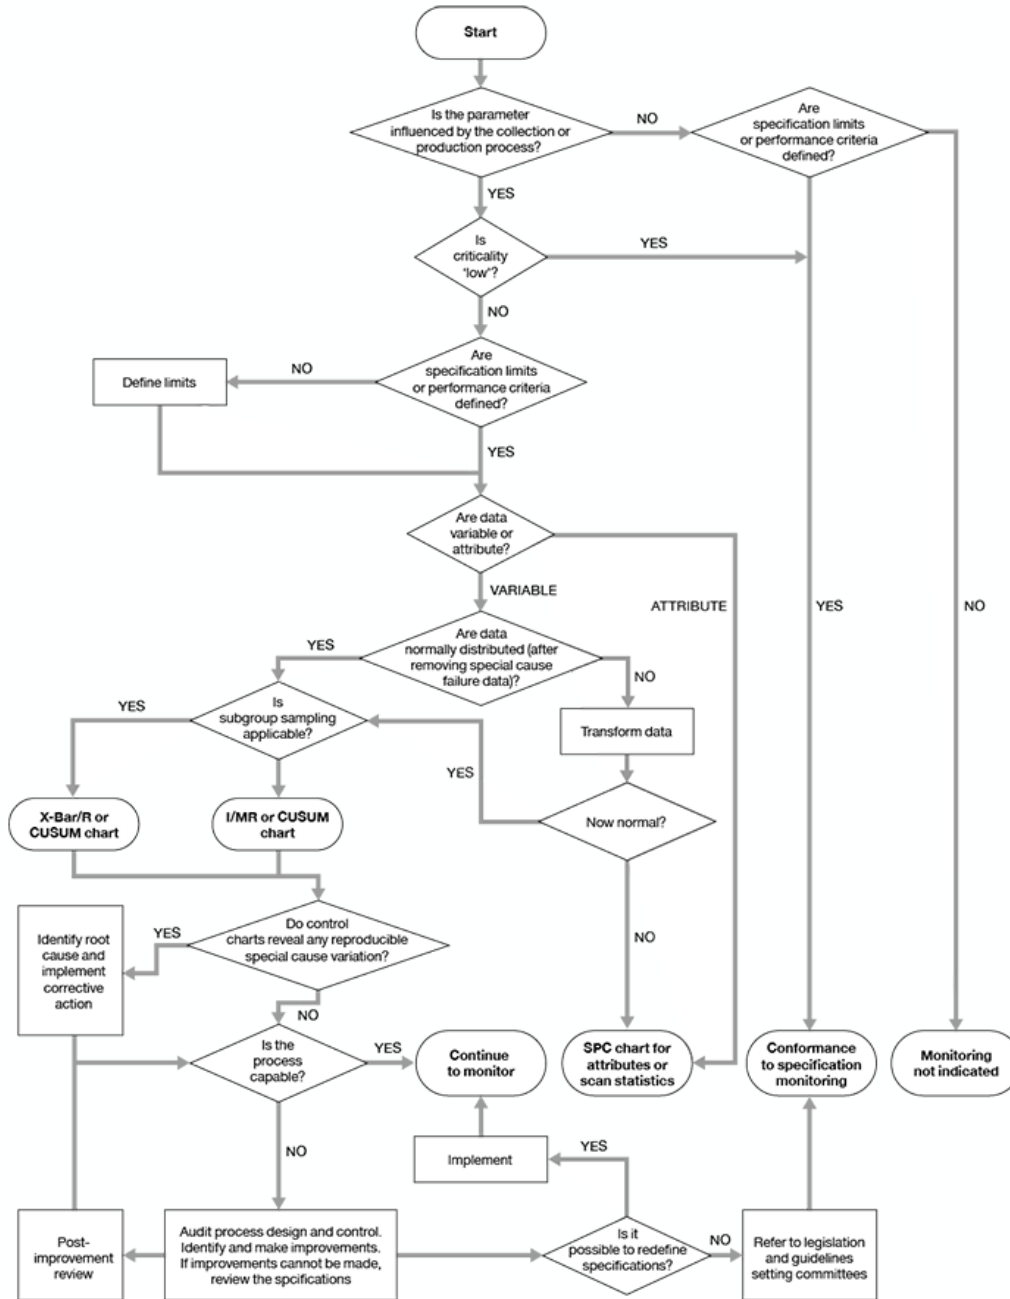 Start
Is the parameter
influenced by the collection or
production process?
NO
Are
specification limits
or performance criteria
defined?
YES
Is
criticality
'low'?
YES
NO
Are
specification limits
or performance criteria
defined?
NO
Define limits
YES
Are data
variable or
attribute?
VARIABLE
ATTRIBUTE
YES
NO
Are data
normally distributed (after
removing special cause
failure data)?
YES
NO
Is
subgroup sampling
applicable?
YES
Transform data
YES
Now normal?
X-Bar/R or
CUSUM chart
I/MR or CUSUM
chart
NO
Do control
charts reveal any reproducible
special cause variation?
YES
Identify root
cause and
implement
corrective
action
NO
Is the
process
capable?
YES
Continue
to monitor
SPC chart for
attributes or
scan statistics
Conformance
to specification
monitoring
Monitoring
not indicated
NO
Implement
YES
Post-
improvement
review
Audit process design and control.
Identify and make improvements.
If improvements cannot be made,
review the spcifications
Is it
possible to redefine
specifications?
NO
Refer to legislation
and guidelines
setting committees